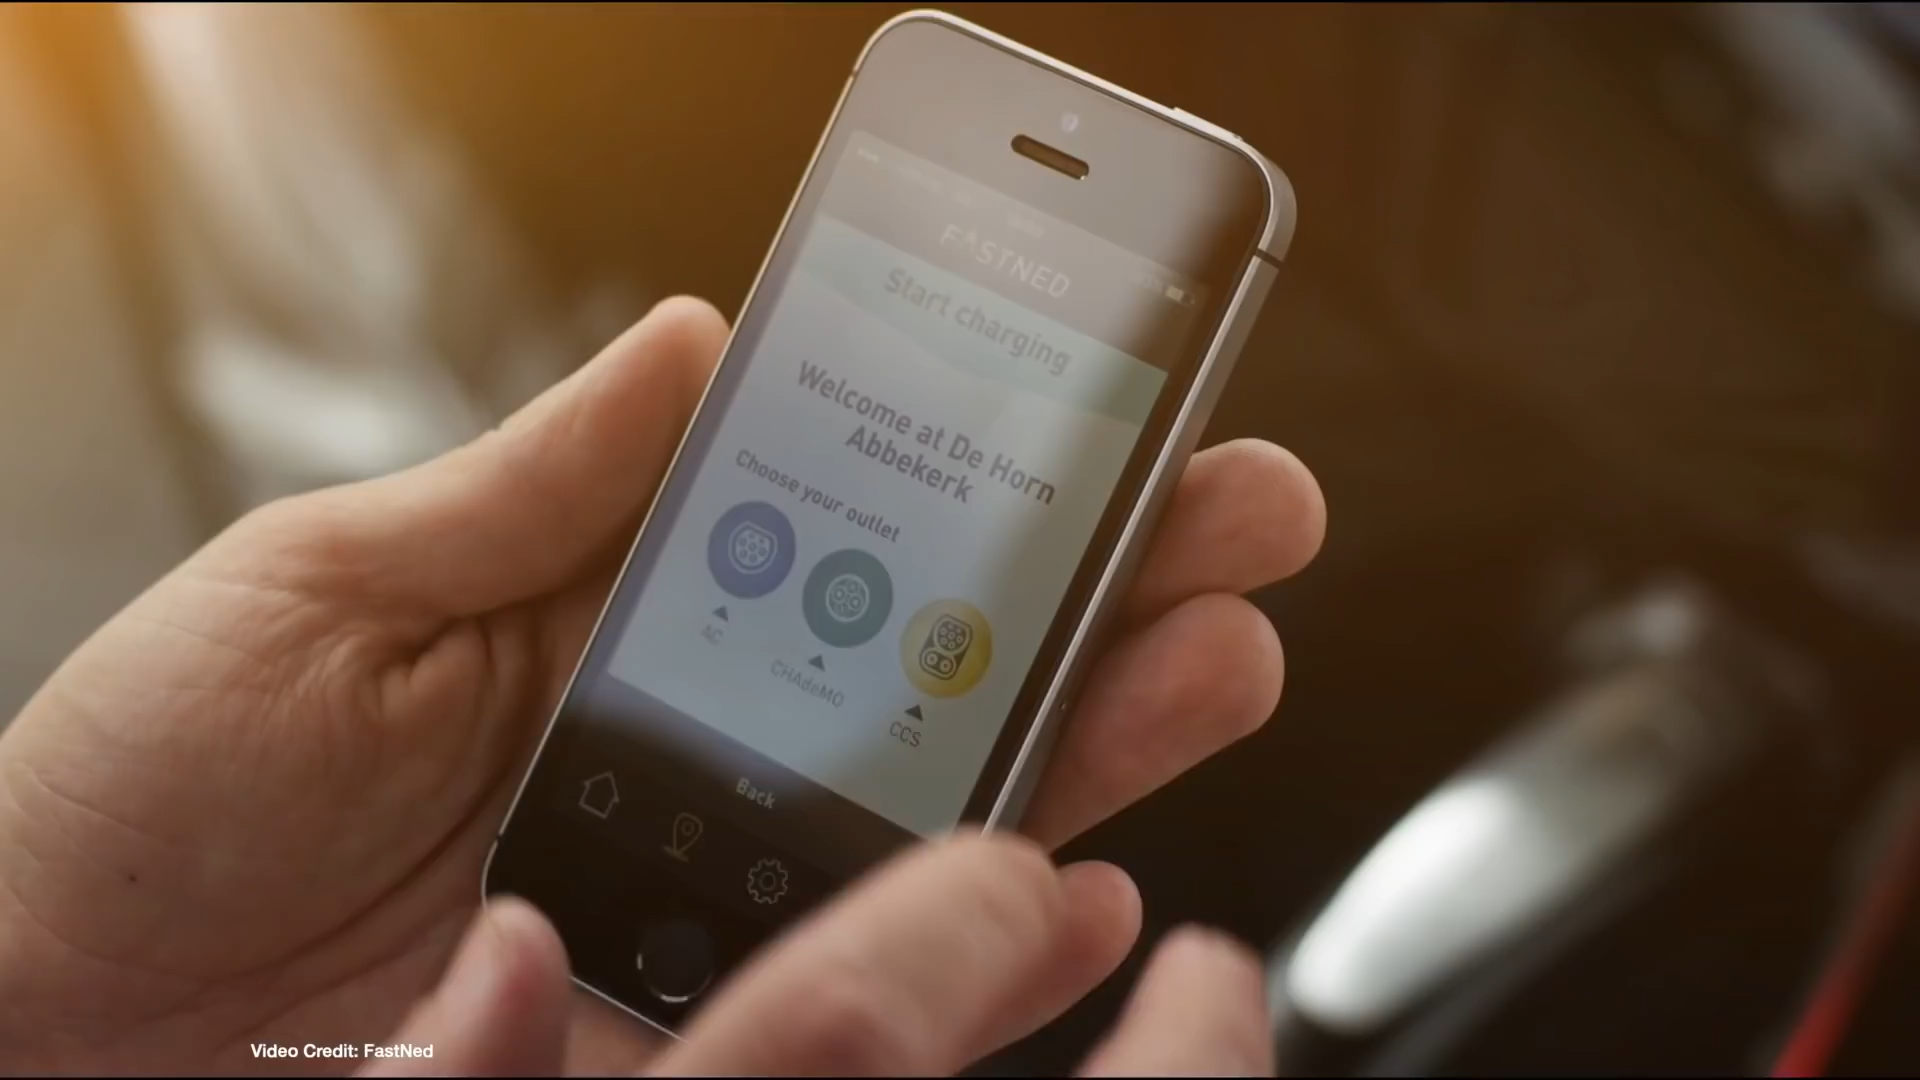 FASTNED
Start charging
Welcome at De Horn
Abbekerk
Choose your outlet
AC
CHAdeMO
CCS
Back
Video Credit: FastNed